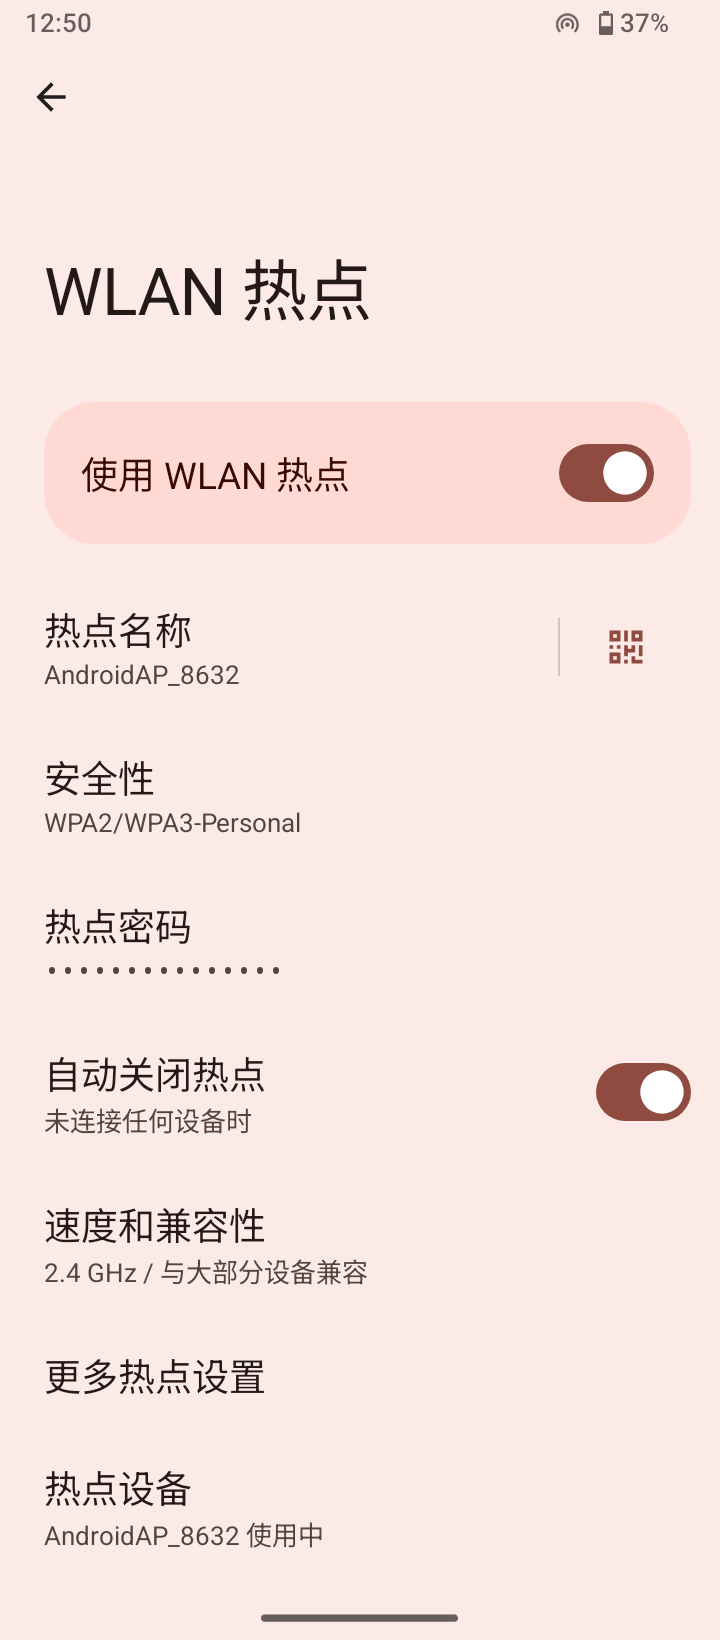 12:50
37%
WLAN 热点
使用 WLAN 热点
热点名称
AndroidAP_8632
安全性
WPA2/WPA3-Personal
热点密码
•••••••••••••••
自动关闭热点
未连接任何设备时
速度和兼容性
2.4 GHz / 与大部分设备兼容
更多热点设置
热点设备
AndroidAP_8632 使用中